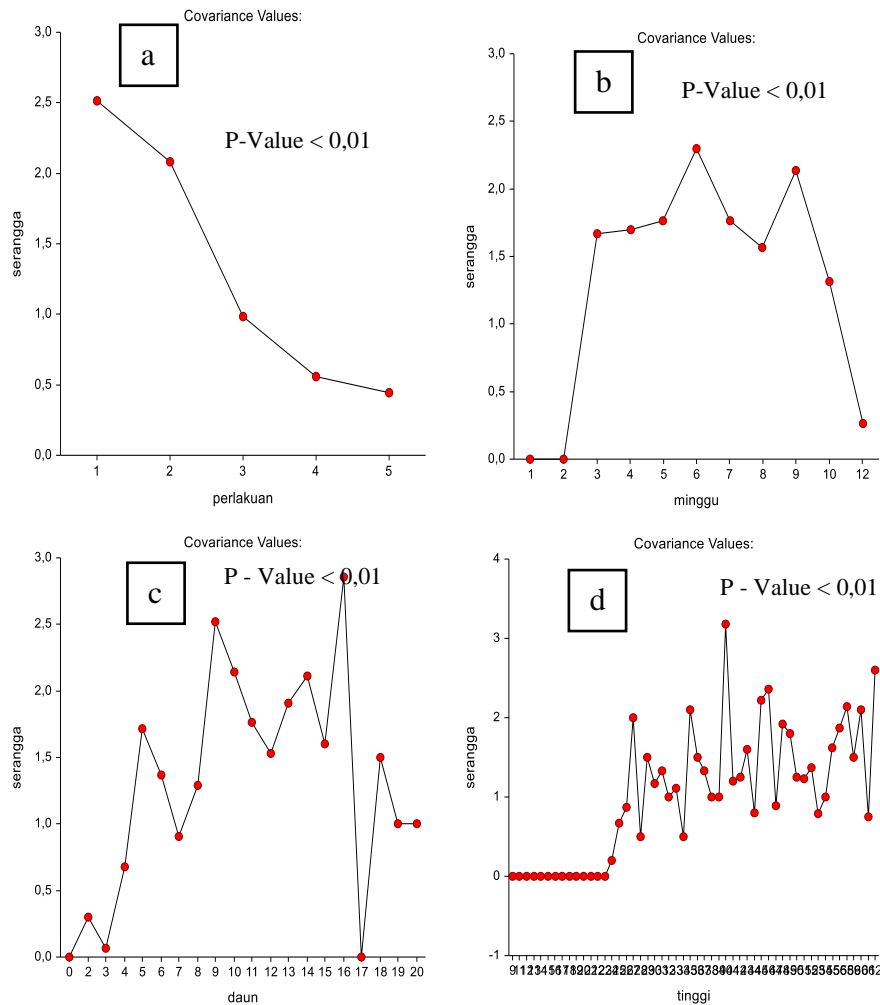 Covariance Values:
a
P-Value < 0,01
3,0
2,5
2,0
1,5
1,0
0,5
0,0
serangga
1 2 3 4 5
perlakuan
Covariance Values:
b
P-Value < 0,01
3,0
2,5
2,0
1,5
1,0
0,5
0,0
serangga
1 2 3 4 5 6 7 8 9 10 12
minggu
Covariance Values:
c
P - Value < 0,01
3,0
2,5
2,0
1,5
1,0
0,5
0,0
serangga
0 2 3 4 5 6 7 8 9 10 11 12 13 14 15 16 17 18 19 20
daun
Covariance Values:
d
P - Value < 0,01
4
3
2
1
0
-1
serangga
tinggi